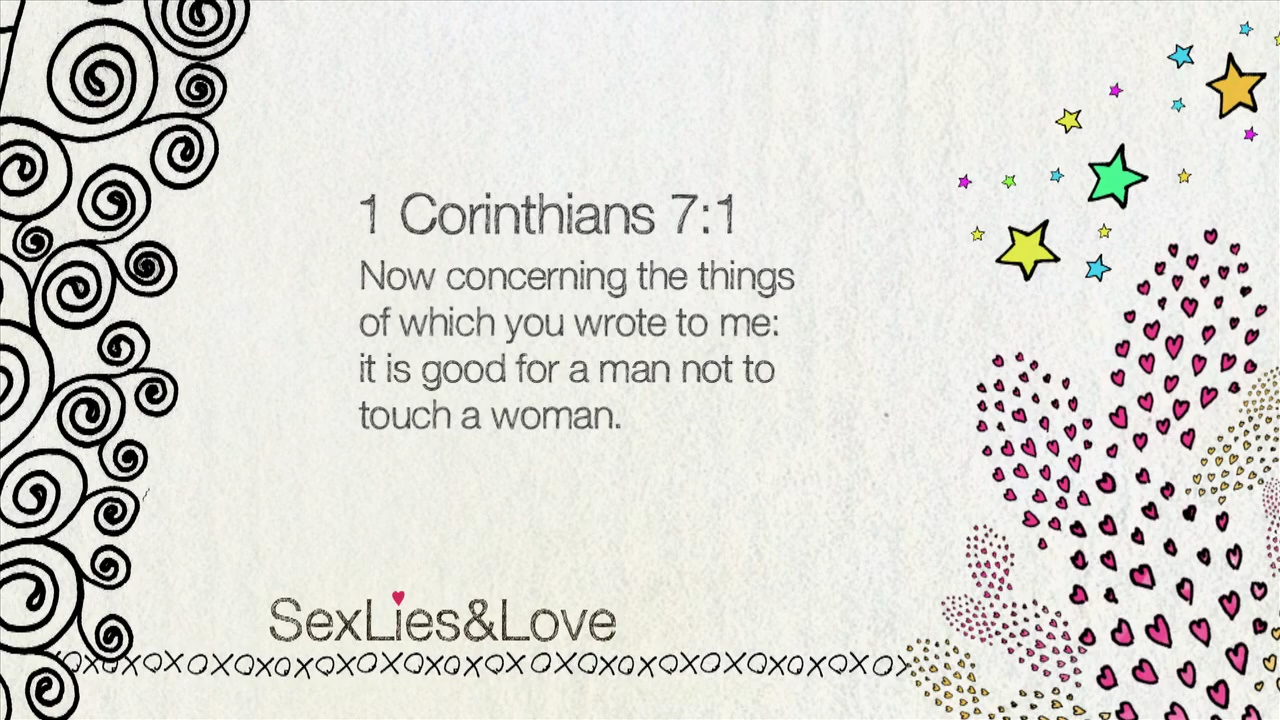 1 Corinthians 7:1
Now concerning the things
of which you wrote to me:
it is good for a man not to
touch a woman.
SexLies&Love
OXOXOXOXOXOXOXOXOXOXOXOXOXOXOXOXOXOXOXOXOX